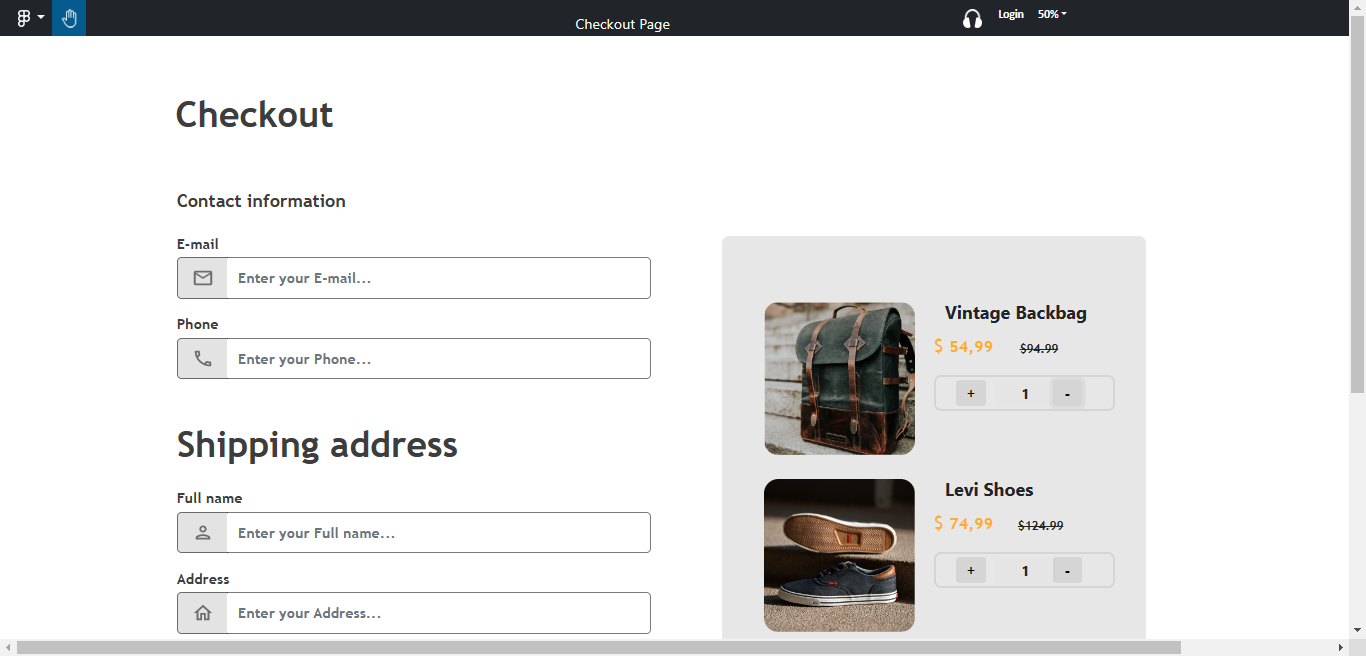 Checkout Page
Login
50%
Checkout
Contact information
E-mail
Enter your E-mail...
Phone
Enter your Phone...
Shipping address
Full name
Enter your Full name...
Address
Enter your Address...
Vintage Backbag
$ 54,99 $94.99
+ 1 -
Levi Shoes
$ 74,99 $124.99
+ 1 -